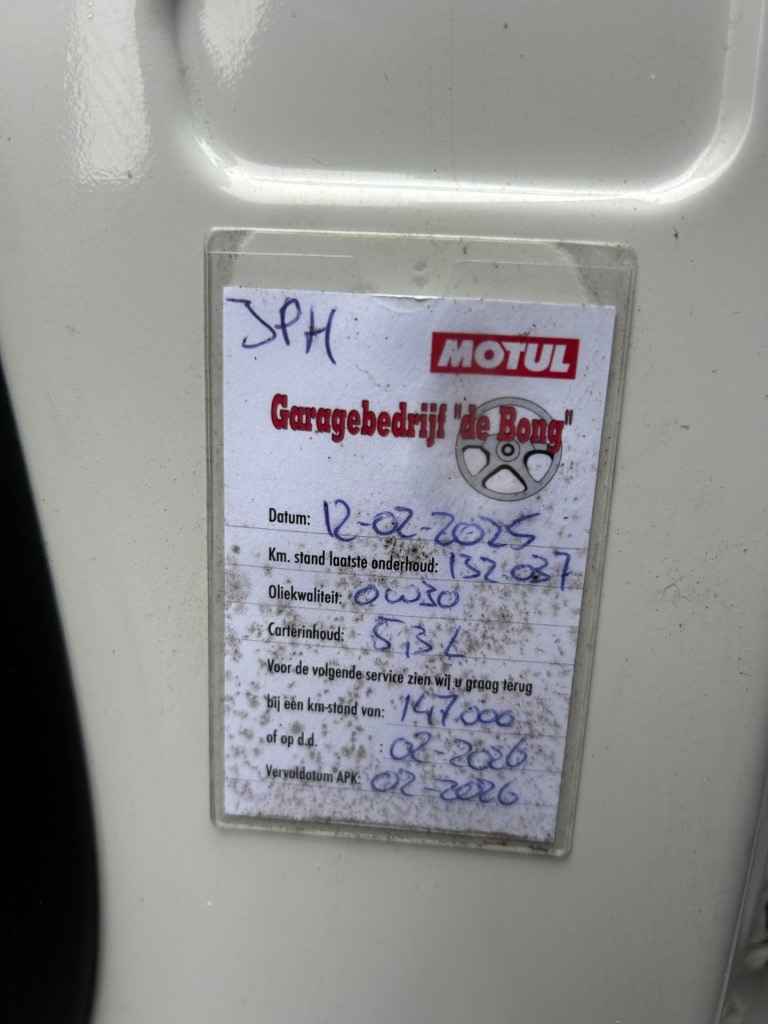 JPH
MOTUL
Garagebedrijf "de Bong"
Datum: 12-02-2025
Km. stand laatste onderhoud: 132.037
Oliekwaliteit: 0W30
Carterinhoud: 5,3 L
Voor de volgende service zien wij u graag terug
bij één km-stand van: 147.000
of op d.d. : 02-2026
Vervaldatum APK: 02-2026